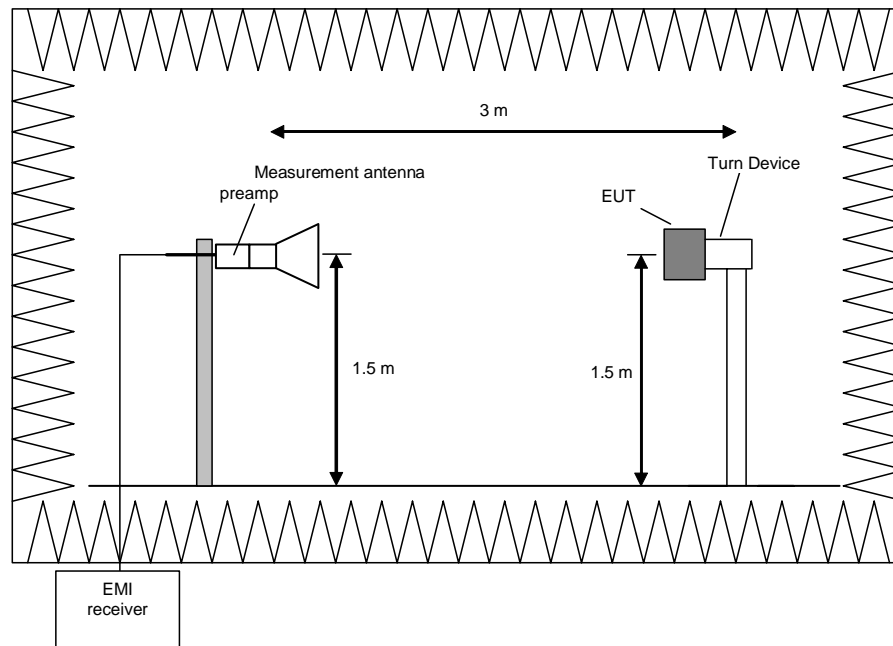 3 m
Measurement antenna
preamp
Turn Device
EUT
1.5 m
1.5 m
EMI
receiver